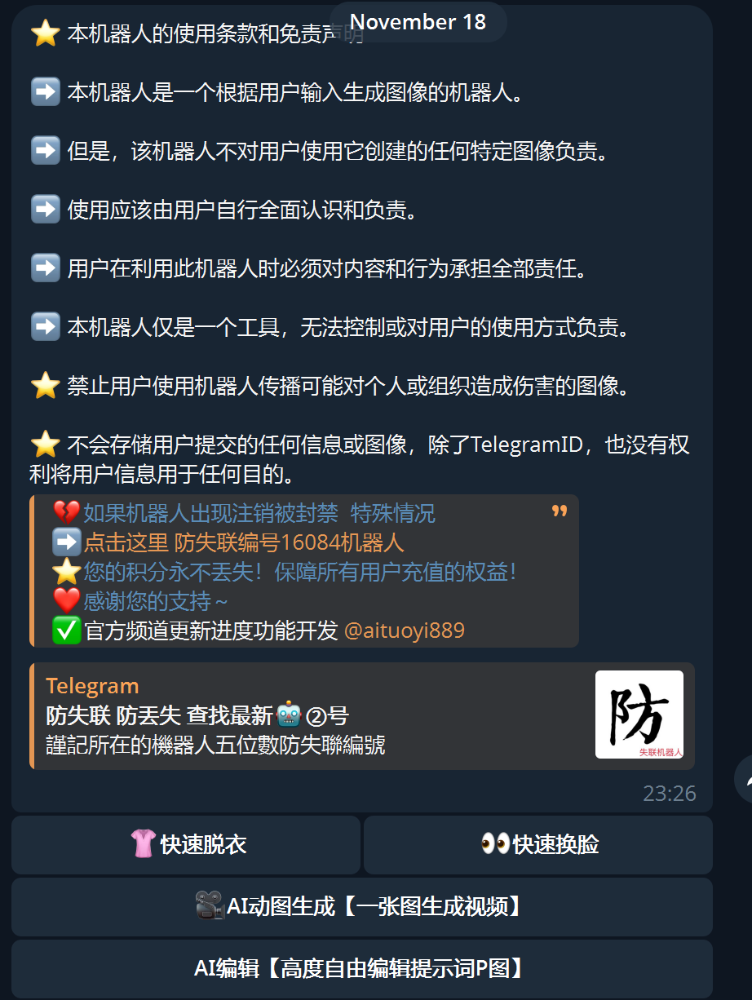 November 18
⭐ 本机器人的使用条款和免责声明
➡️ 本机器人是一个根据用户输入生成图像的机器人。
➡️ 但是，该机器人不对用户使用它创建的任何特定图像负责。
➡️ 使用应该由用户自行全面认识和负责。
➡️ 用户在利用此机器人时必须对内容和行为承担全部责任。
➡️ 本机器人仅是一个工具，无法控制或对用户的使用方式负责。
⭐ 禁止用户使用机器人传播可能对个人或组织造成伤害的图像。
⭐ 不会存储用户提交的任何信息或图像，除了TelegramID，也没有权
利将用户信息用于任何目的。
💔如果机器人出现注销被封禁 特殊情况
➡️点击这里 防失联编号16084机器人
⭐您的积分永不丢失！保障所有用户充值的权益！
❤️感谢您的支持～
✅官方频道更新进度功能开发 @aituoyi889
Telegram
防失联 防丢失 查找最新🤖②号
謹記所在的機器人五位數防失聯編號
防
失联机器人
23:26
👚快速脱衣
👀快速换脸
🎥AI动图生成【一张图生成视频】
AI编辑【高度自由编辑提示词P图】